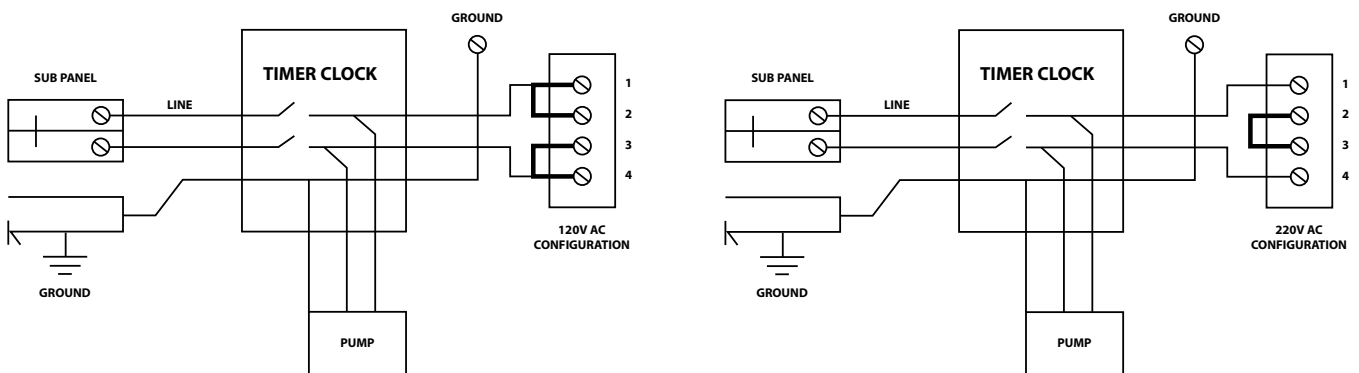 GROUND
TIMER CLOCK
SUB PANEL
LINE
1
2
3
4
120V AC
CONFIGURATION
GROUND
PUMP
GROUND
TIMER CLOCK
SUB PANEL
LINE
1
2
3
4
220V AC
CONFIGURATION
GROUND
PUMP